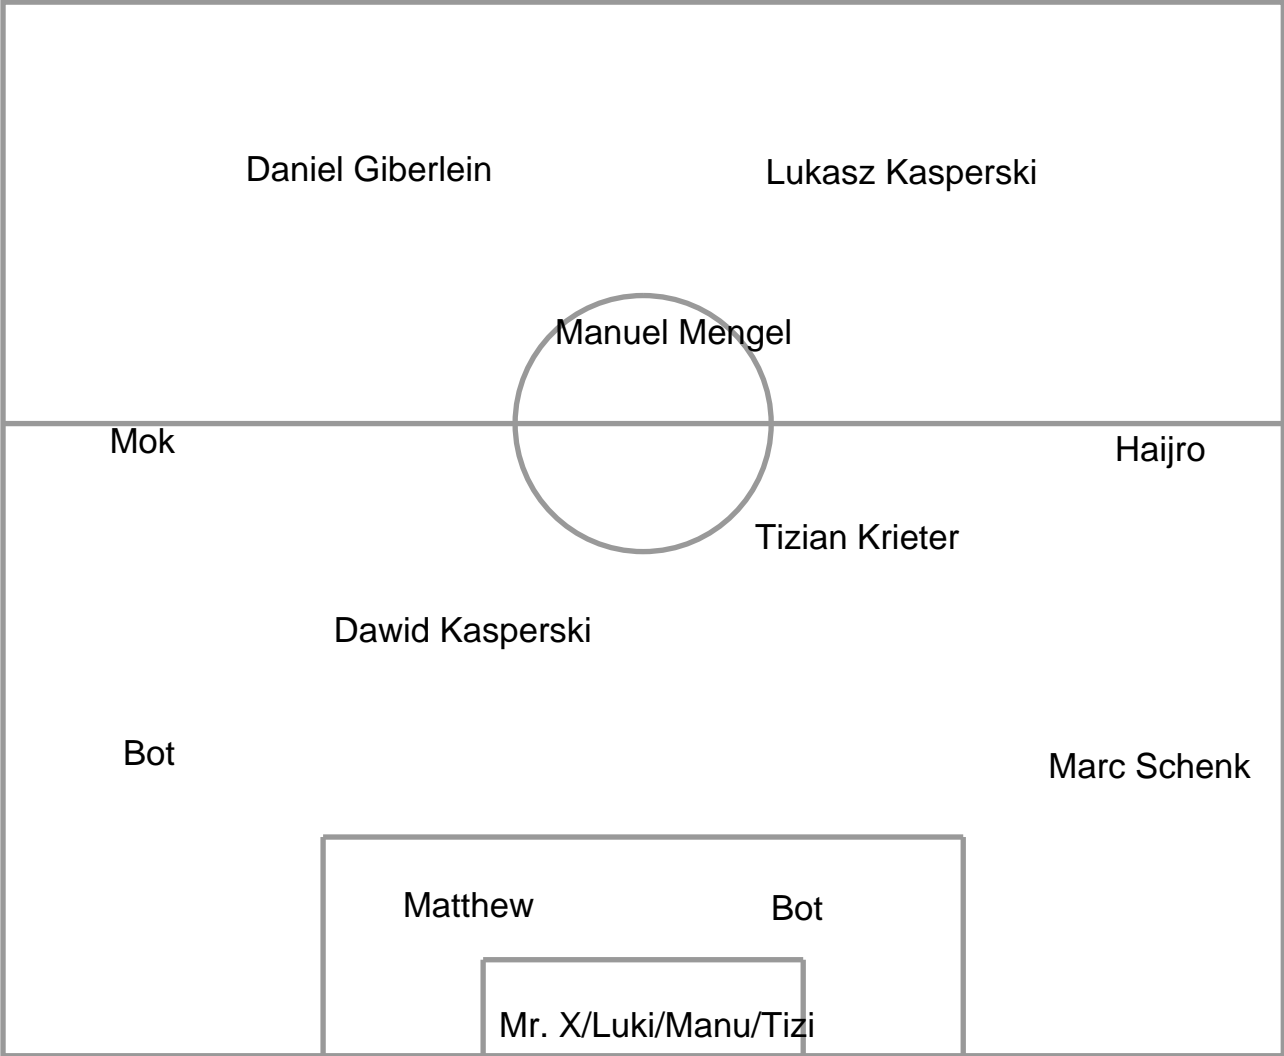 Daniel Giberlein
Lukasz Kasperski
Manuel Mengel
Mok
Haijro
Tizian Krieter
Dawid Kasperski
Bot
Marc Schenk
Matthew
Bot
Mr. X/Luki/Manu/Tizi